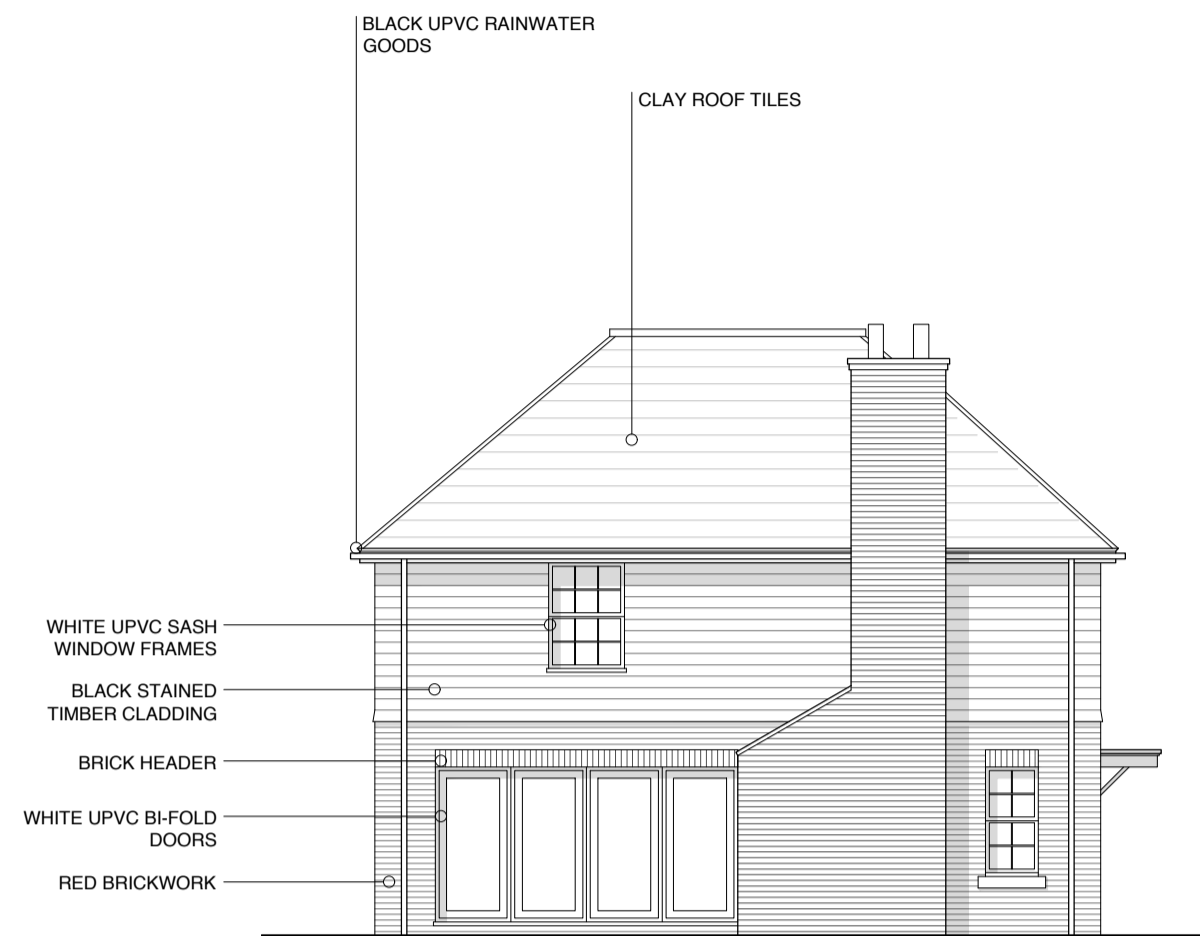 BLACK UPVC RAINWATER
GOODS
CLAY ROOF TILES
WHITE UPVC SASH
WINDOW FRAMES
BLACK STAINED
TIMBER CLADDING
BRICK HEADER
WHITE UPVC BI-FOLD
DOORS
RED BRICKWORK